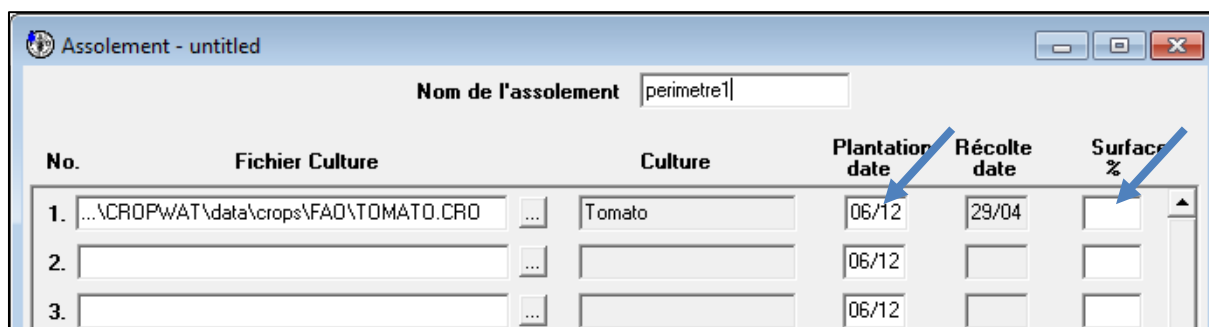 Assolement - untitled
Nom de l'assolement perimetre1
No. Fichier Culture Culture Plantation date Récolte date Surface %
1. ...\CROPWAT\data\crops\FAO\TOMATO.CRO ... Tomato 06/12 29/04
2. ... 06/12
3. ... 06/12